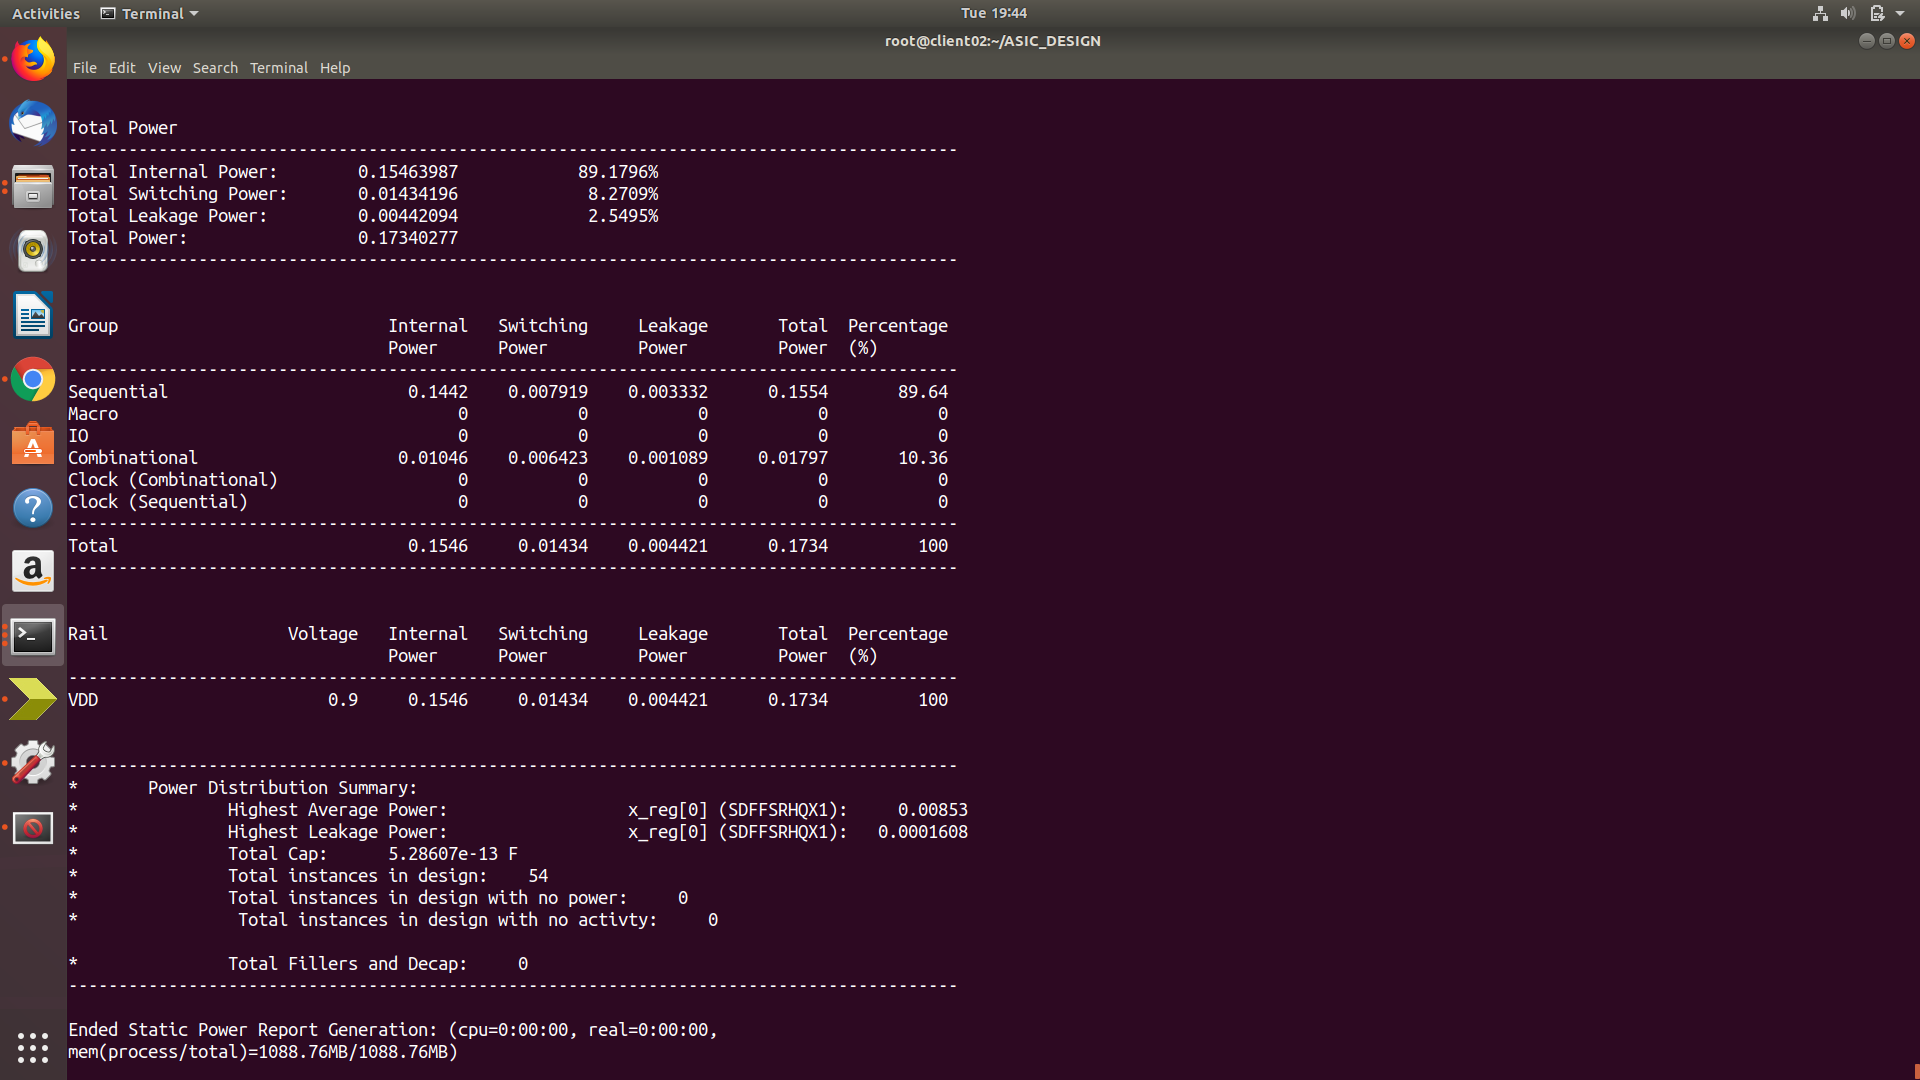 Activities Terminal Tue 19:44
root@client02:~/ASIC_DESIGN
File Edit View Search Terminal Help
Total Power
-----------------------------------------------------------------------------------------
Total Internal Power: 0.15463987 89.1796%
Total Switching Power: 0.01434196 8.2709%
Total Leakage Power: 0.00442094 2.5495%
Total Power: 0.17340277
-----------------------------------------------------------------------------------------
Group Internal Switching Leakage Total Percentage
Power Power Power Power (%)
-----------------------------------------------------------------------------------------
Sequential 0.1442 0.007919 0.003332 0.1554 89.64
Macro 0 0 0 0 0
IO 0 0 0 0 0
Combinational 0.01046 0.006423 0.001089 0.01797 10.36
Clock (Combinational) 0 0 0 0 0
Clock (Sequential) 0 0 0 0 0
-----------------------------------------------------------------------------------------
Total 0.1546 0.01434 0.004421 0.1734 100
-----------------------------------------------------------------------------------------
Rail Voltage Internal Switching Leakage Total Percentage
Power Power Power Power (%)
-----------------------------------------------------------------------------------------
VDD 0.9 0.1546 0.01434 0.004421 0.1734 100
-----------------------------------------------------------------------------------------
* Power Distribution Summary:
* Highest Average Power: x_reg[0] (SDFFSRHQX1): 0.00853
* Highest Leakage Power: x_reg[0] (SDFFSRHQX1): 0.0001608
* Total Cap: 5.28607e-13 F
* Total instances in design: 54
* Total instances in design with no power: 0
* Total instances in design with no activty: 0
* Total Fillers and Decap: 0
-----------------------------------------------------------------------------------------
Ended Static Power Report Generation: (cpu=0:00:00, real=0:00:00,
mem(process/total)=1088.76MB/1088.76MB)